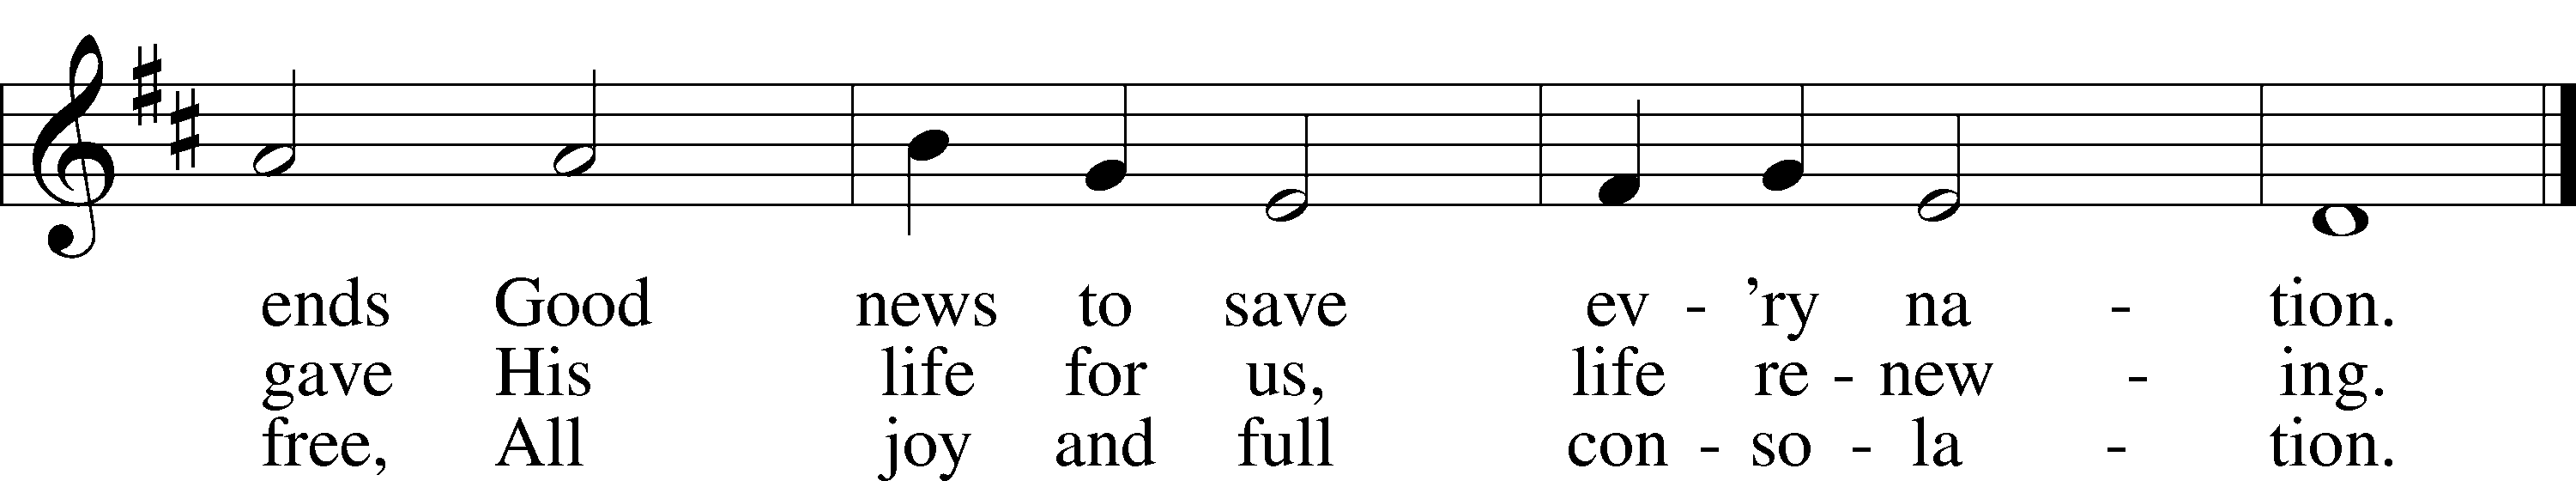 ends Good news to save ev - 'ry na - tion.
gave His life for us, life re - new - ing.
free, All joy and full con - so - la - tion.